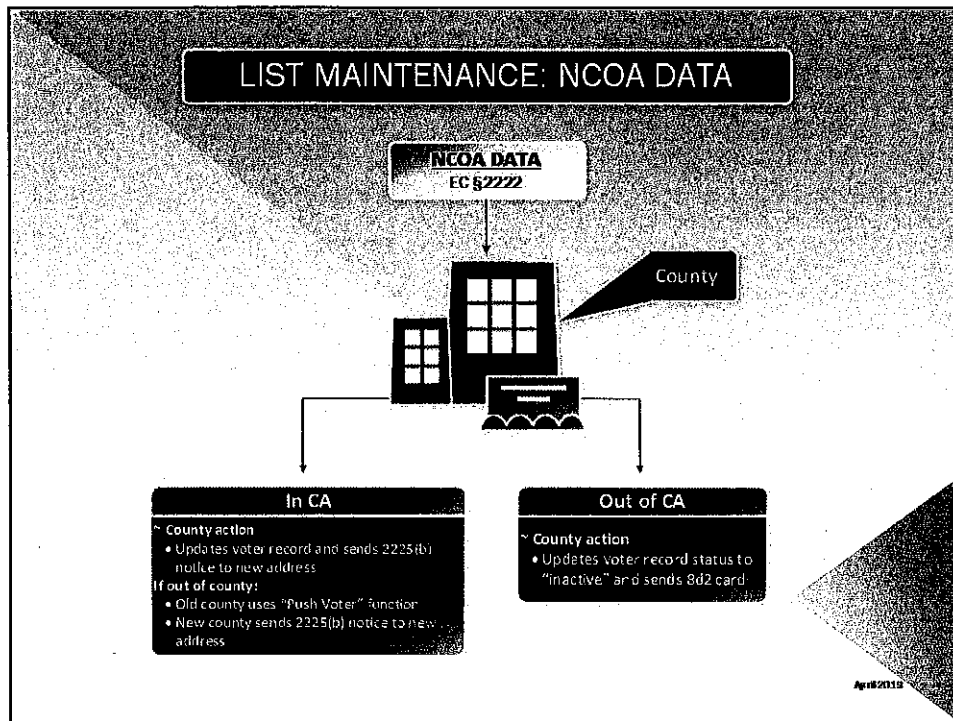 LIST MAINTENANCE: NCOA DATA
NCOA DATA
EC §2222
County
In CA
~ County action
• Updates voter record and sends 2225(b)
notice to new address
If out of county:
• Old county uses "Push Voter" function
• New county sends 2225(b) notice to new
address
Out of CA
~ County action
• Updates voter record status to
"inactive" and sends 8d2 card
April 2019